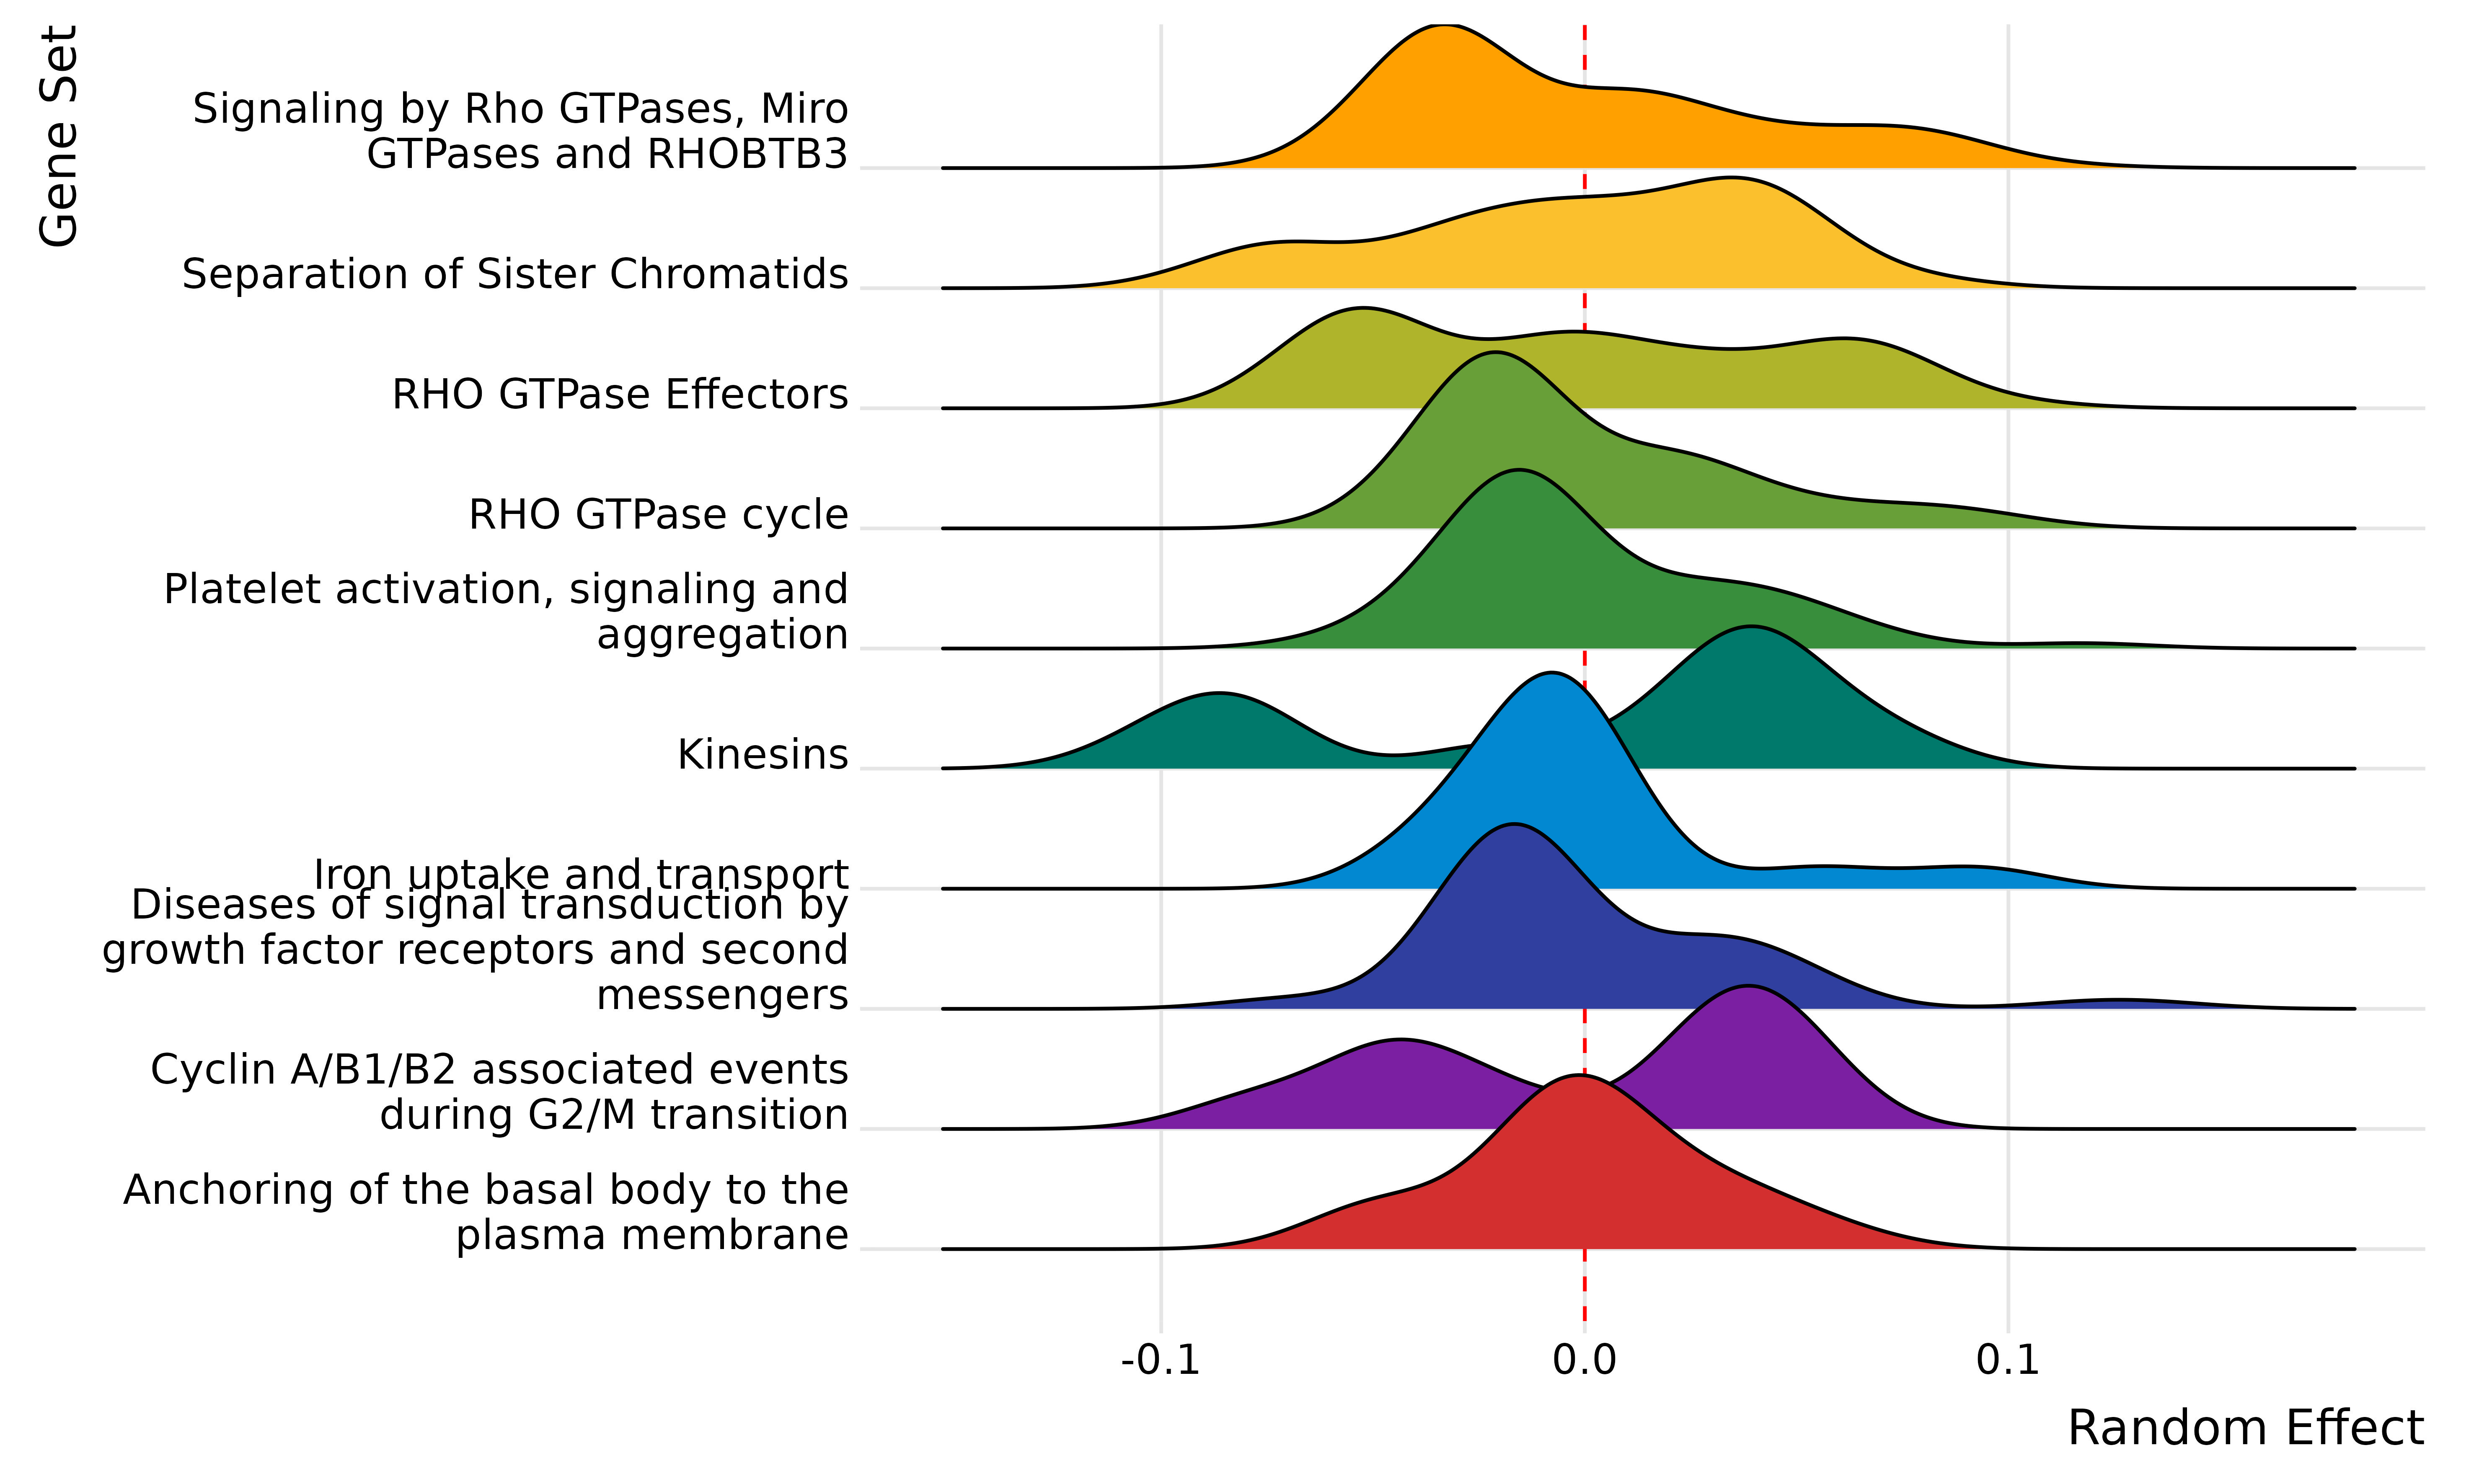 Gene Set
Signaling by Rho GTPases, Miro
GTPases and RHOBTB3
Separation of Sister Chromatids
RHO GTPase Effectors
RHO GTPase cycle
Platelet activation, signaling and
aggregation
Kinesins
Iron uptake and transport
Diseases of signal transduction by
growth factor receptors and second
messengers
Cyclin A/B1/B2 associated events
during G2/M transition
Anchoring of the basal body to the
plasma membrane
-0.1 0.0 0.1
Random Effect